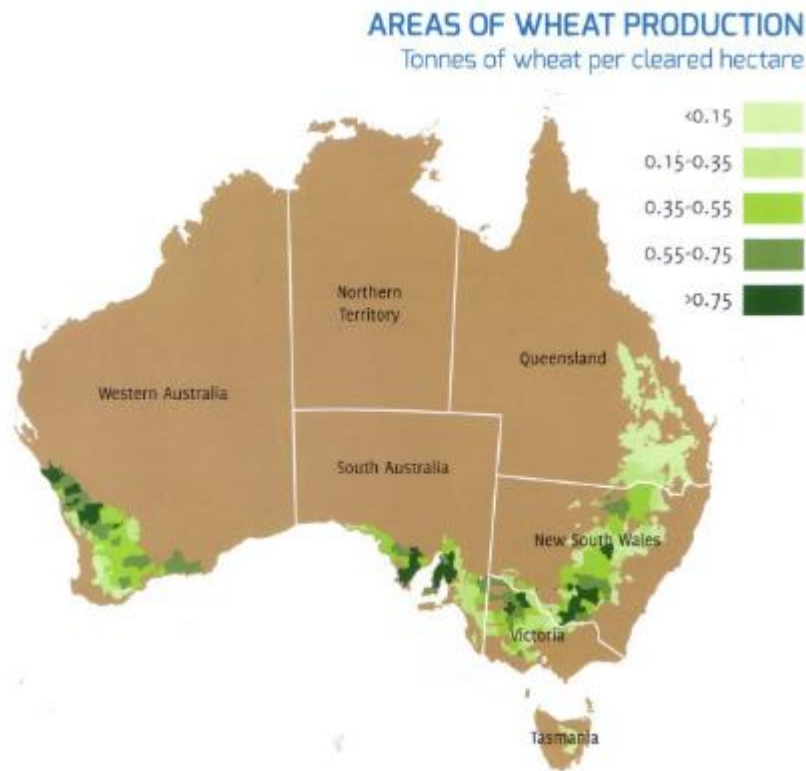 AREAS OF WHEAT PRODUCTION
Tonnes of wheat per cleared hectare
<0.15
0.15-0.35
0.35-0.55
0.55-0.75
>0.75
Northern
Territory
Queensland
Western Australia
South Australia
New South Wales
Victoria
Tasmania